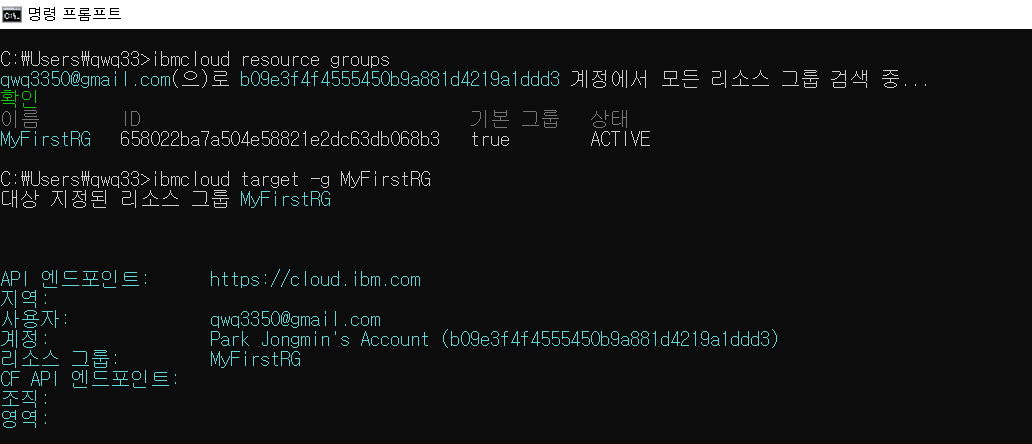 명령 프롬프트
C:\Users\qwq33>ibmcloud resource groups
qwq3350@gmail.com(으)로 b09e3f4f4555450b9a881d4219a1ddd3 계정에서 모든 리소스 그룹 검색 중...
확인
이름 ID 기본 그룹 상태
MyFirstRG 658022ba7a504e58821e2dc63db068b3 true ACTIVE
C:\Users\qwq33>ibmcloud target -g MyFirstRG
대상 지정된 리소스 그룹 MyFirstRG
API 엔드포인트: https://cloud.ibm.com
지역:
사용자: qwq3350@gmail.com
계정: Park Jongmin's Account (b09e3f4f4555450b9a881d4219a1ddd3)
리소스 그룹: MyFirstRG
CF API 엔드포인트:
조직:
영역: